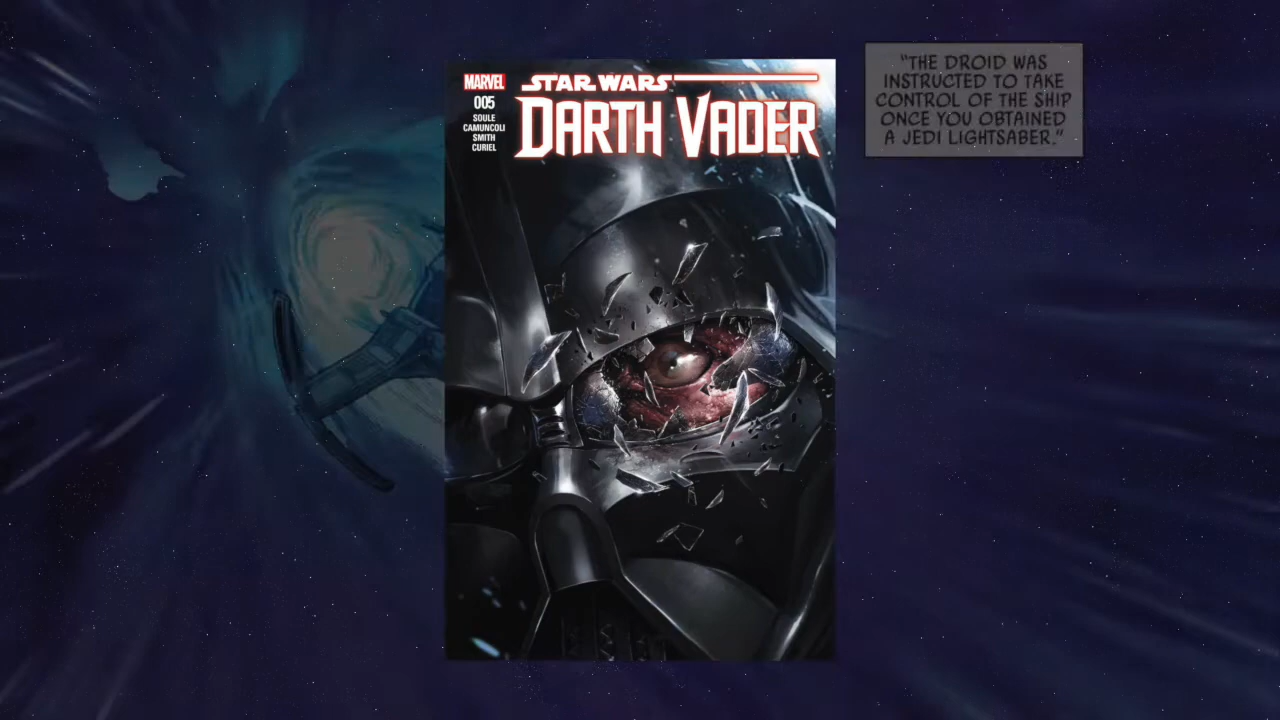 MARVEL
STAR WARS
005
DARTH VADER
SOULE
CAMUNCOLI
SMITH
CURIEL
"THE DROID WAS
INSTRUCTED TO TAKE
CONTROL OF THE SHIP
ONCE YOU OBTAINED
A JEDI LIGHTSABER."